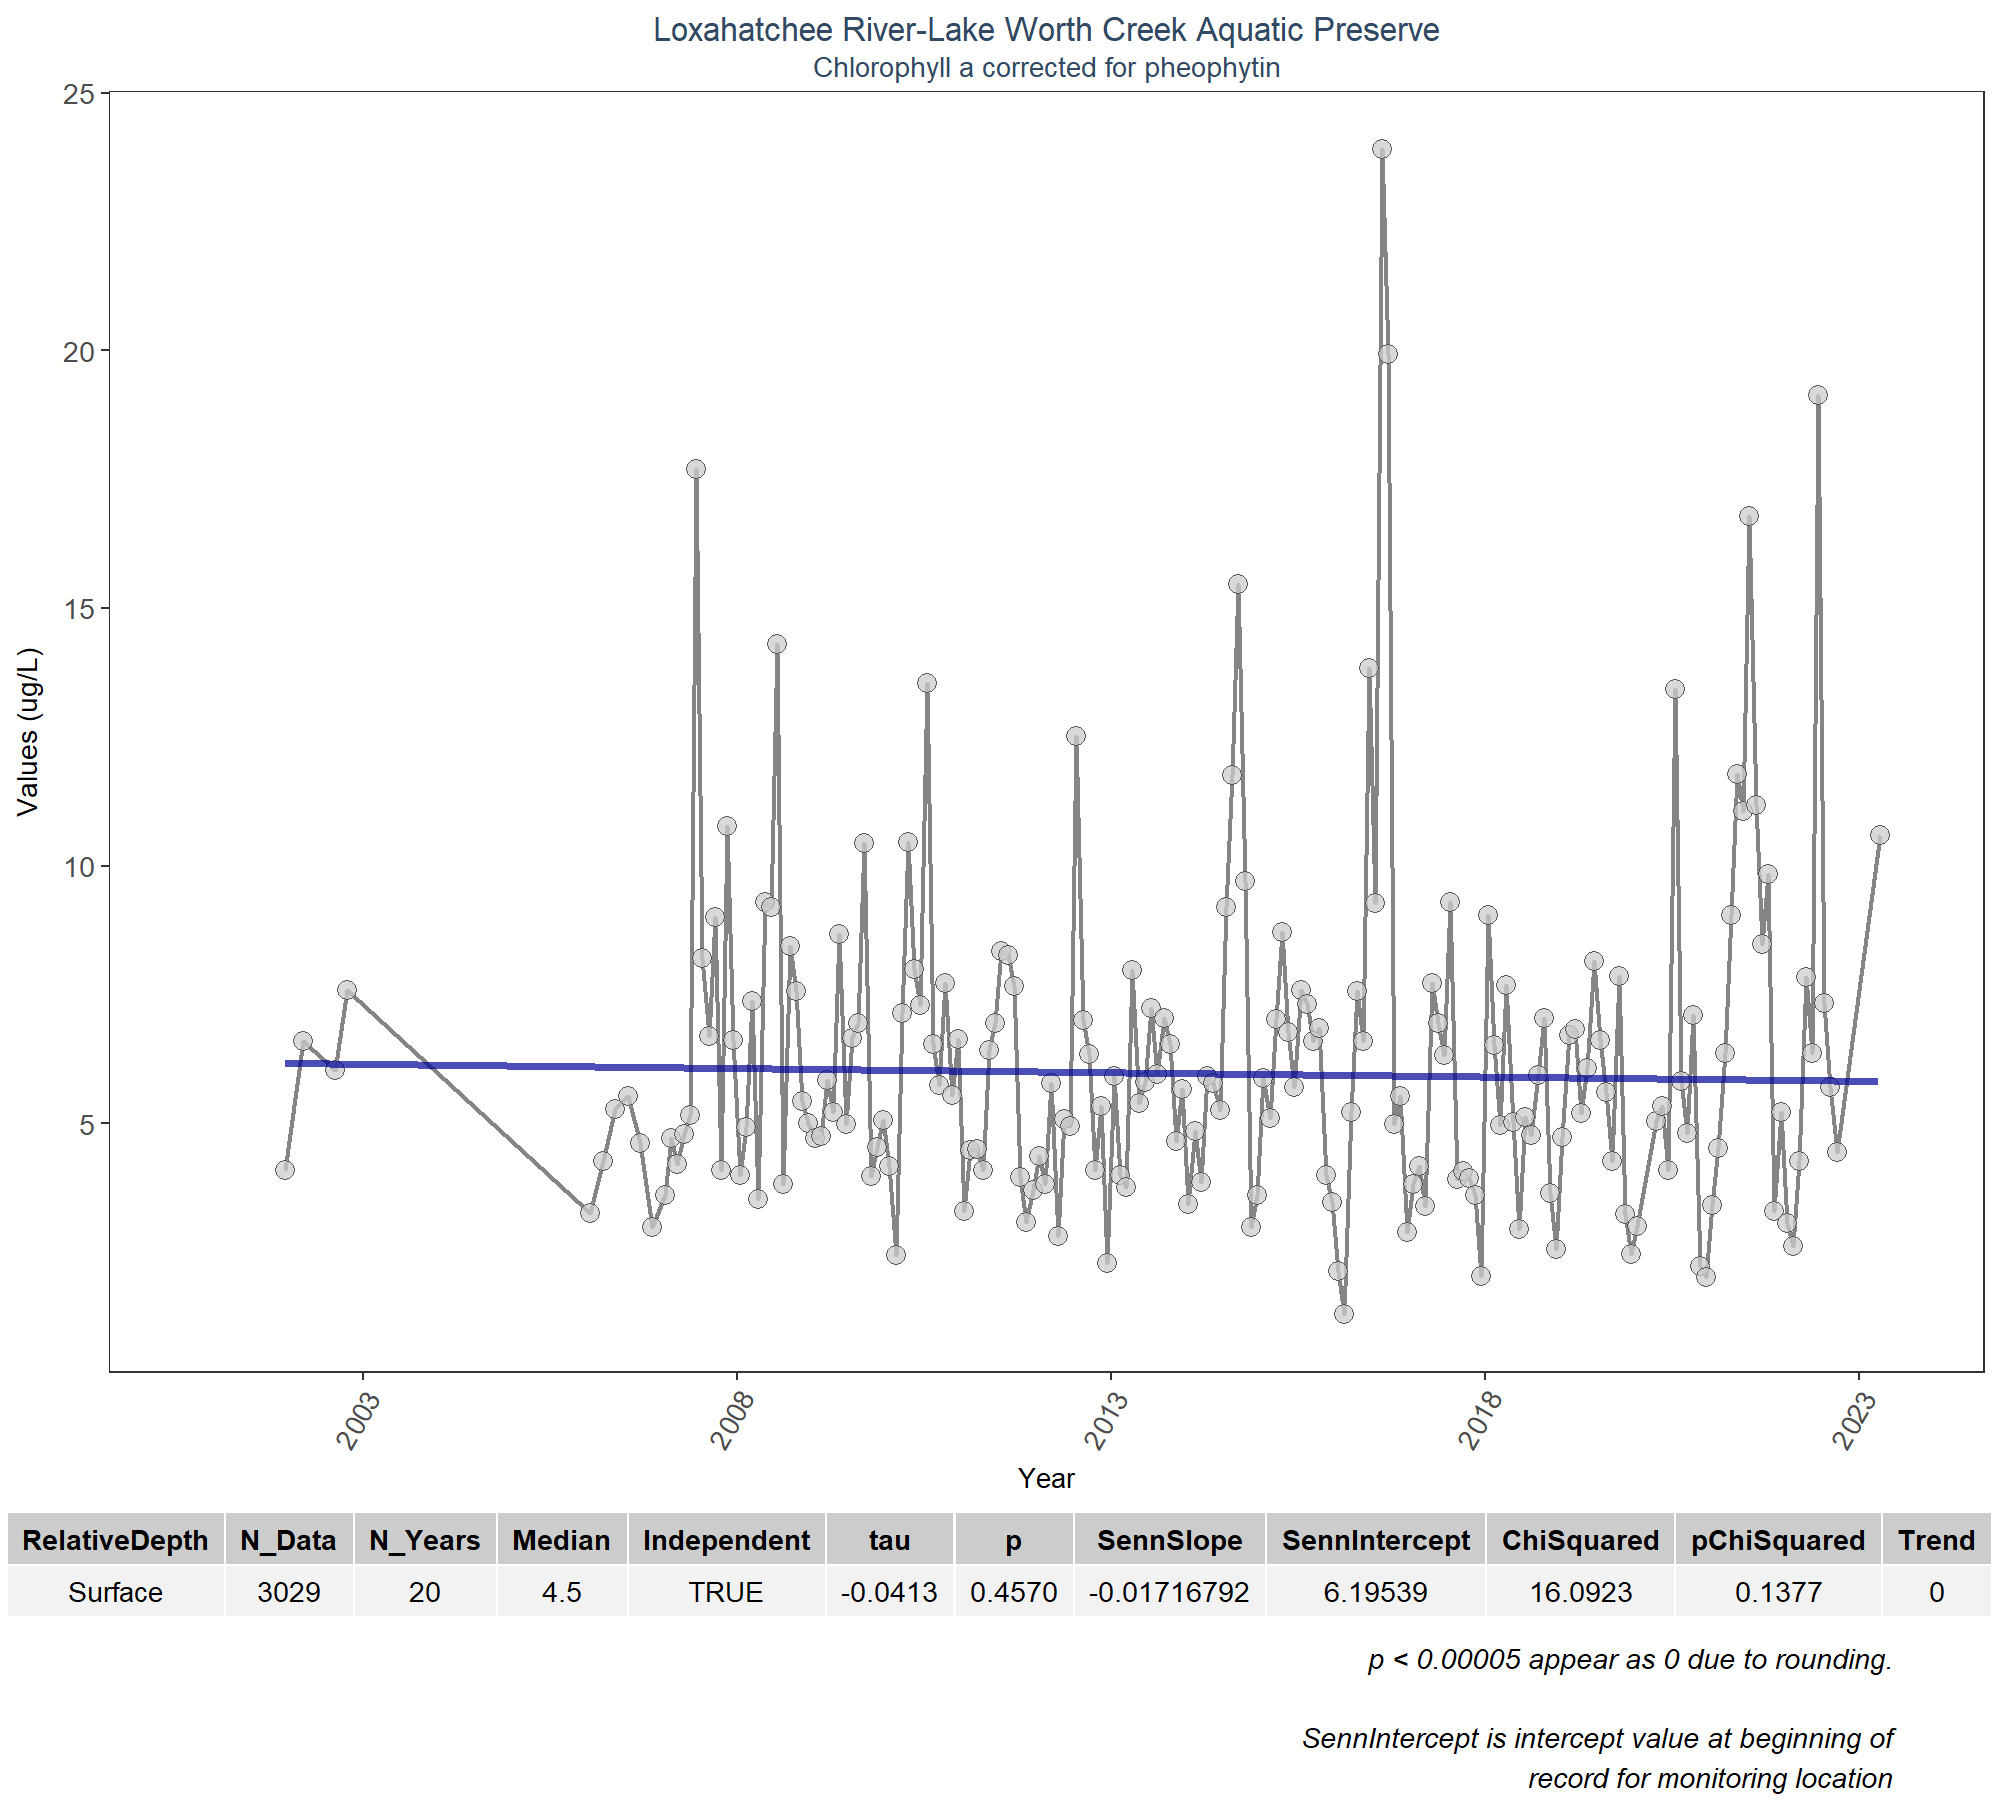 Loxahatchee River-Lake Worth Creek Aquatic Preserve
Chlorophyll a corrected for pheophytin
25
20
15
10
5
Values (ug/L)
2003 2008 2013 2018 2023
Year
RelativeDepth N_Data N_Years Median Independent tau p SennSlope SennIntercept ChiSquared pChiSquared Trend
Surface 3029 20 4.5 TRUE -0.0413 0.4570 -0.01716792 6.19539 16.0923 0.1377 0
p < 0.00005 appear as 0 due to rounding.
SennIntercept is intercept value at beginning of
record for monitoring location